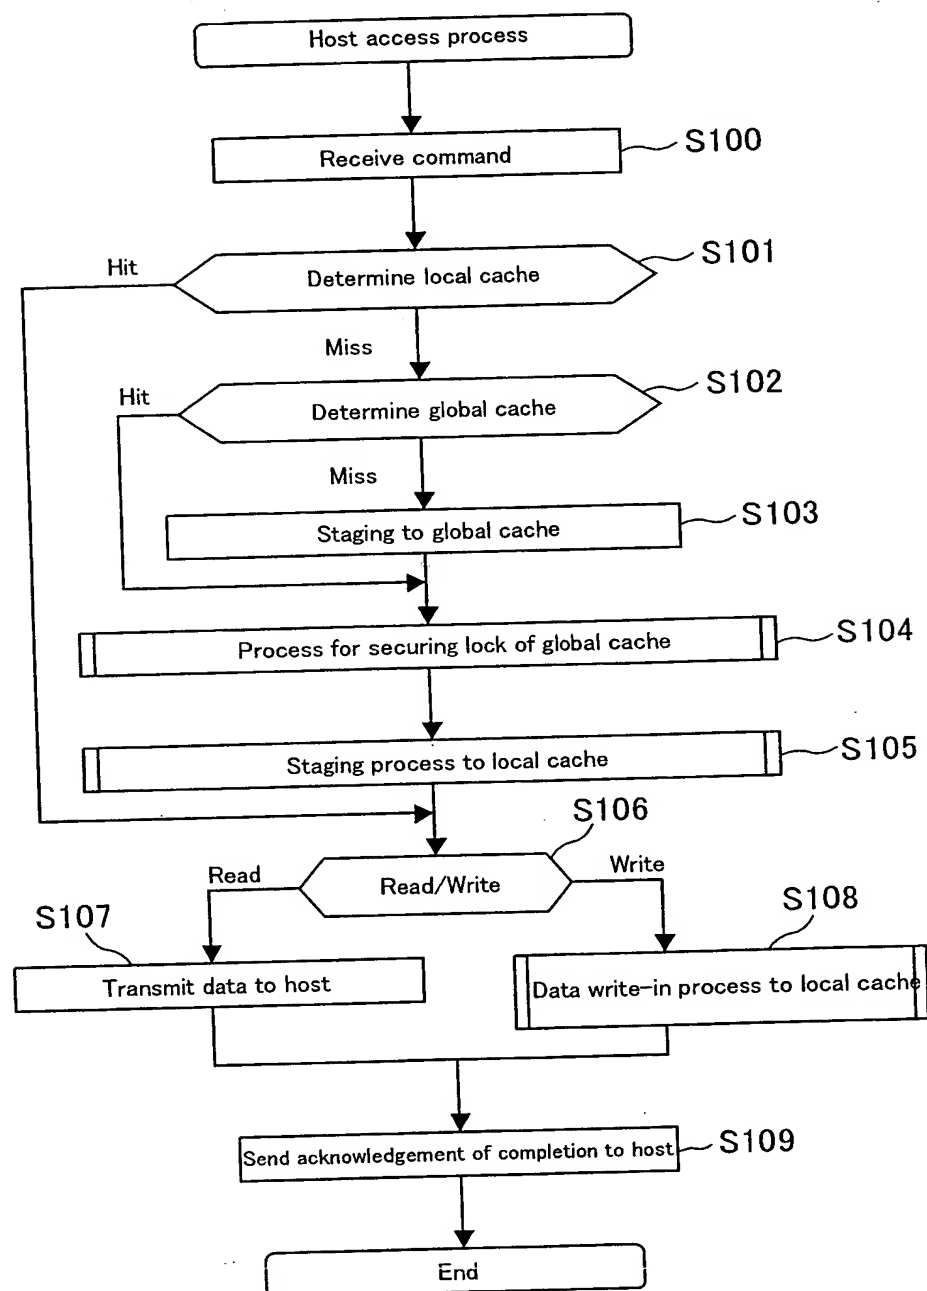 Host access process
Receive command
S100
Hit
Determine local cache
S101
Miss
Hit
Determine global cache
S102
Miss
Staging to global cache
S103
Process for securing lock of global cache
S104
Staging process to local cache
S105
S106
Read
Read/Write
Write
S107
S108
Transmit data to host
Data write-in process to local cache
Send acknowledgement of completion to host
S109
End